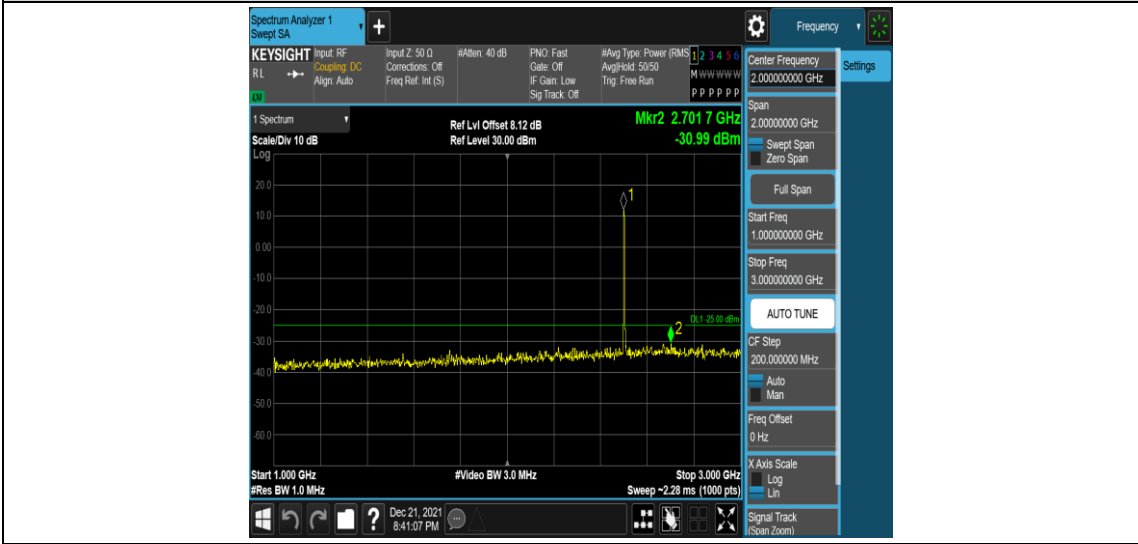 Spectrum Analyzer 1
Swept SA
Frequency
KEYSIGHT
R L
LNI
Input: RF
Coupling: DC
Align: Auto
Input Z: 50 Ω
Corrections: Off
Freq Ref: Int (S)
#Atten: 40 dB
PNO: Fast
Gate: Off
IF Gain: Low
Sig Track: Off
#Avg Type: Power (RMS
Avg|Hold: 50/50
Trig: Free Run
1 2 3 4 5 6
M W W W W W
P P P P P P
1 Spectrum
Scale/Div 10 dB
Log
Ref Lvl Offset 8.12 dB
Ref Level 30.00 dBm
Mkr2 2.701 7 GHz
-30.99 dBm
20.0
10.0
0.00
-10.0
-20.0
-30.0
-40.0
-50.0
-60.0
1
DL1 -25.00 dBm
2
Start 1.000 GHz
#Res BW 1.0 MHz
#Video BW 3.0 MHz
Stop 3.000 GHz
Sweep ~2.28 ms (1000 pts)
Dec 21, 2021
8:41:07 PM
Center Frequency
2.000000000 GHz
Span
2.00000000 GHz
Swept Span
Zero Span
Full Span
Start Freq
1.000000000 GHz
Stop Freq
3.000000000 GHz
AUTO TUNE
CF Step
200.000000 MHz
Auto
Man
Freq Offset
0 Hz
X Axis Scale
Log
Lin
Signal Track
(Span Zoom)
Settings